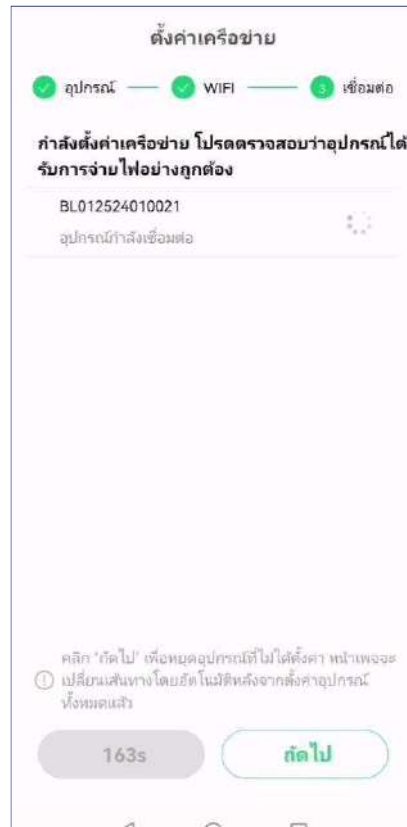 ตั้งค่าเครือข่าย
อุปกรณ์ WIFI 3 เชื่อมต่อ
กำลังตั้งค่าเครือข่าย โปรดตรวจสอบว่าอุปกรณ์ได้
รับการจ่ายไฟอย่างถูกต้อง
BL012524010021
อุปกรณ์กำลังเชื่อมต่อ
คลิก "ถัดไป" เพื่อหยุดอุปกรณ์ที่ไม่ได้ตั้งค่า หน้าเพจจะ
เปลี่ยนเส้นทางโดยอัตโนมัติหลังจากตั้งค่าอุปกรณ์
ทั้งหมดแล้ว
163s ถัดไป